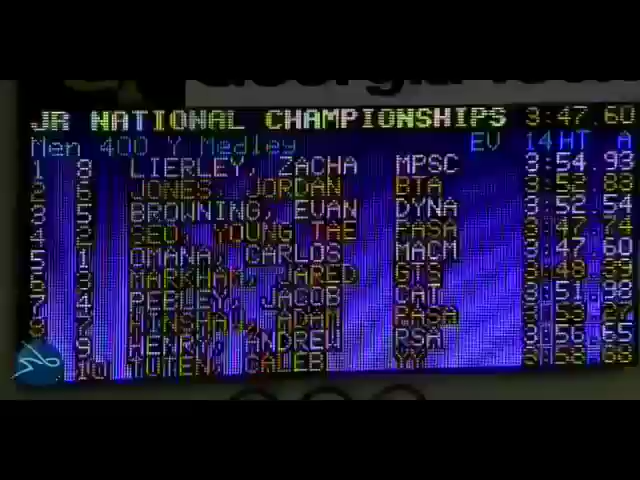 Georgia Tech
JR NATIONAL CHAMPIONSHIPS 3:47.60
Men 400 Y Medley EV 14 HT A
1 8 LIERLEY, ZACHA MPSC 3:54.93
2 6 JONES, JORDAN BTA 3:52.83
3 5 BROWNING, EVAN DYNA 3:52.54
4 2 SEO, YOUNG TAE PASA 3:47.74
5 1 OMANA, CARLOS MACM 3:47.60
6 3 MARKHAM, JARED GTS 3:48.39
7 4 PEBLEY, JACOB CAT 3:51.98
8 7 HINSHAW, ADAM PASA 3:53.27
9 HENRY, ANDREW RSA 3:56.65
10 TUTEN, CALEB YY 3:58.68